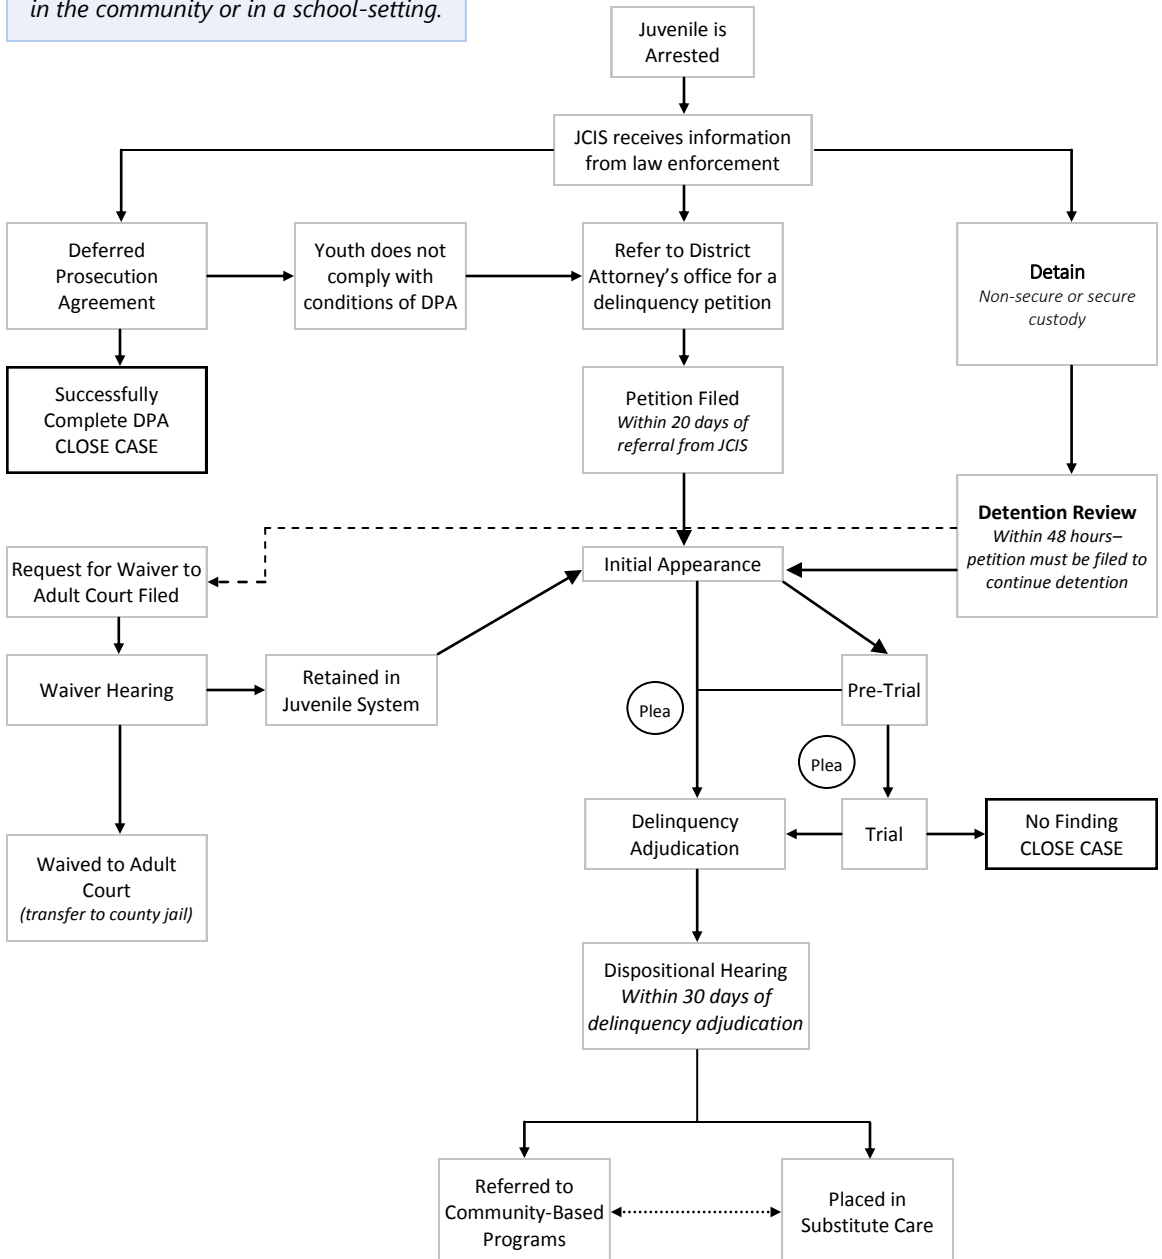 in the community or in a school-setting.
Juvenile is
Arrested
JCIS receives information
from law enforcement
Deferred
Prosecution
Agreement
Youth does not
comply with
conditions of DPA
Refer to District
Attorney's office for a
delinquency petition
Detain
Non-secure or secure
custody
Successfully
Complete DPA
CLOSE CASE
Petition Filed
Within 20 days of
referral from JCIS
Detention Review
Within 48 hours–
petition must be filed to
continue detention
Request for Waiver to
Adult Court Filed
Initial Appearance
Waiver Hearing
Retained in
Juvenile System
Plea
Pre-Trial
Plea
Delinquency
Adjudication
Trial
No Finding
CLOSE CASE
Waived to Adult
Court
(transfer to county jail)
Dispositional Hearing
Within 30 days of
delinquency adjudication
Referred to
Community-Based
Programs
Placed in
Substitute Care